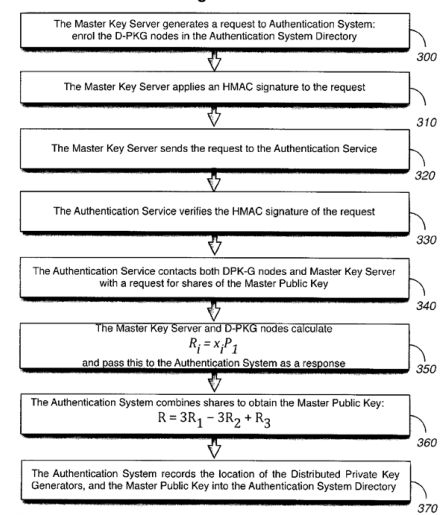 The Master Key Server generates a request to Authentication System:
enrol the D-PKG nodes in the Authentication System Directory
300
The Master Key Server applies an HMAC signature to the request
310
The Master Key Server sends the request to the Authentication Service
320
The Authentication Service verifies the HMAC signature of the request
330
The Authentication Service contacts both DPK-G nodes and Master Key Server
with a request for shares of the Master Public Key
340
The Master Key Server and D-PKG nodes calculate
R_i = x_i P_1
and pass this to the Authentication System as a response
350
The Authentication System combines shares to obtain the Master Public Key:
R = 3R_1 − 3R_2 + R_3
360
The Authentication System records the location of the Distributed Private Key
Generators, and the Master Public Key into the Authentication System Directory
370